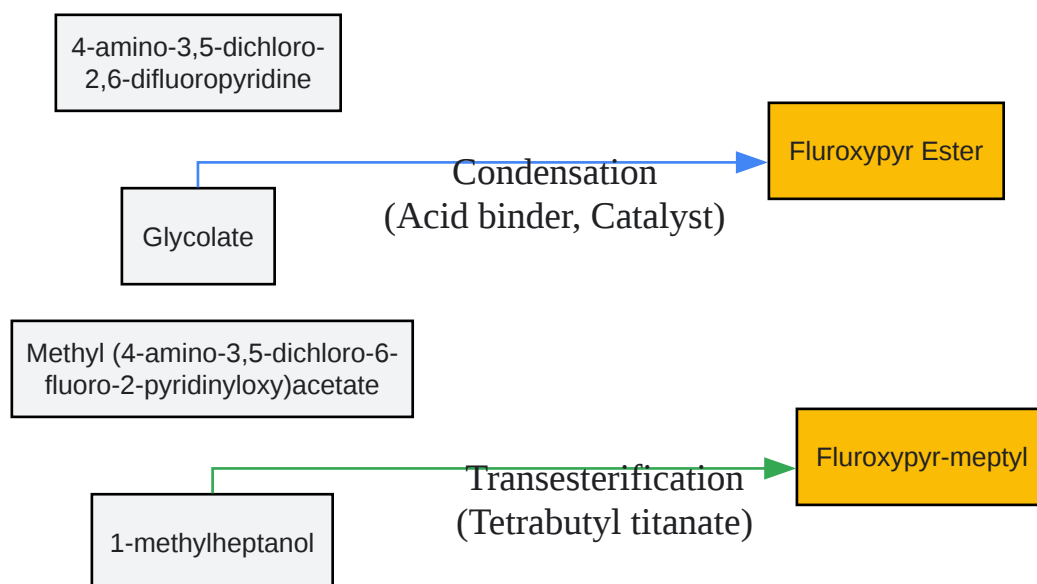 4-amino-3,5-dichloro-
2,6-difluoropyridine
Fluroxypyr Ester
Condensation
(Acid binder, Catalyst)
Glycolate
Methyl (4-amino-3,5-dichloro-6-
fluoro-2-pyridinyloxy)acetate
Fluroxypyr-meptyl
Transesterification
(Tetrabutyl titanate)
1-methylheptanol